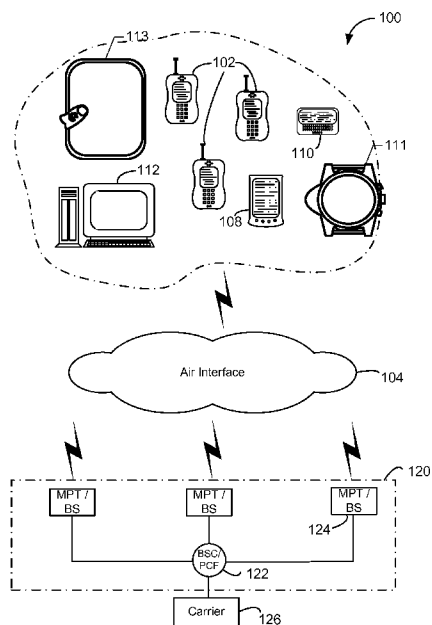 100
113
102
110
111
112
108
Air Interface
104
120
MPT /
BS
MPT /
BS
MPT /
BS
124
BSC/
PCF
122
Carrier
126